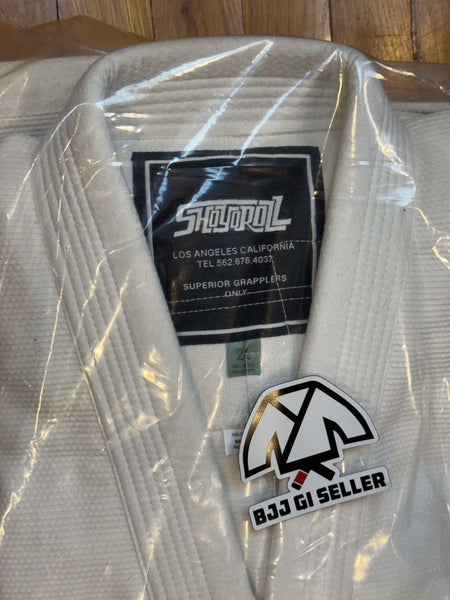 SHOYOROLL
LOS ANGELES CALIFORNIA
TEL 562.676.4037
SUPERIOR GRAPPLERS
ONLY
BJJ GI SELLER